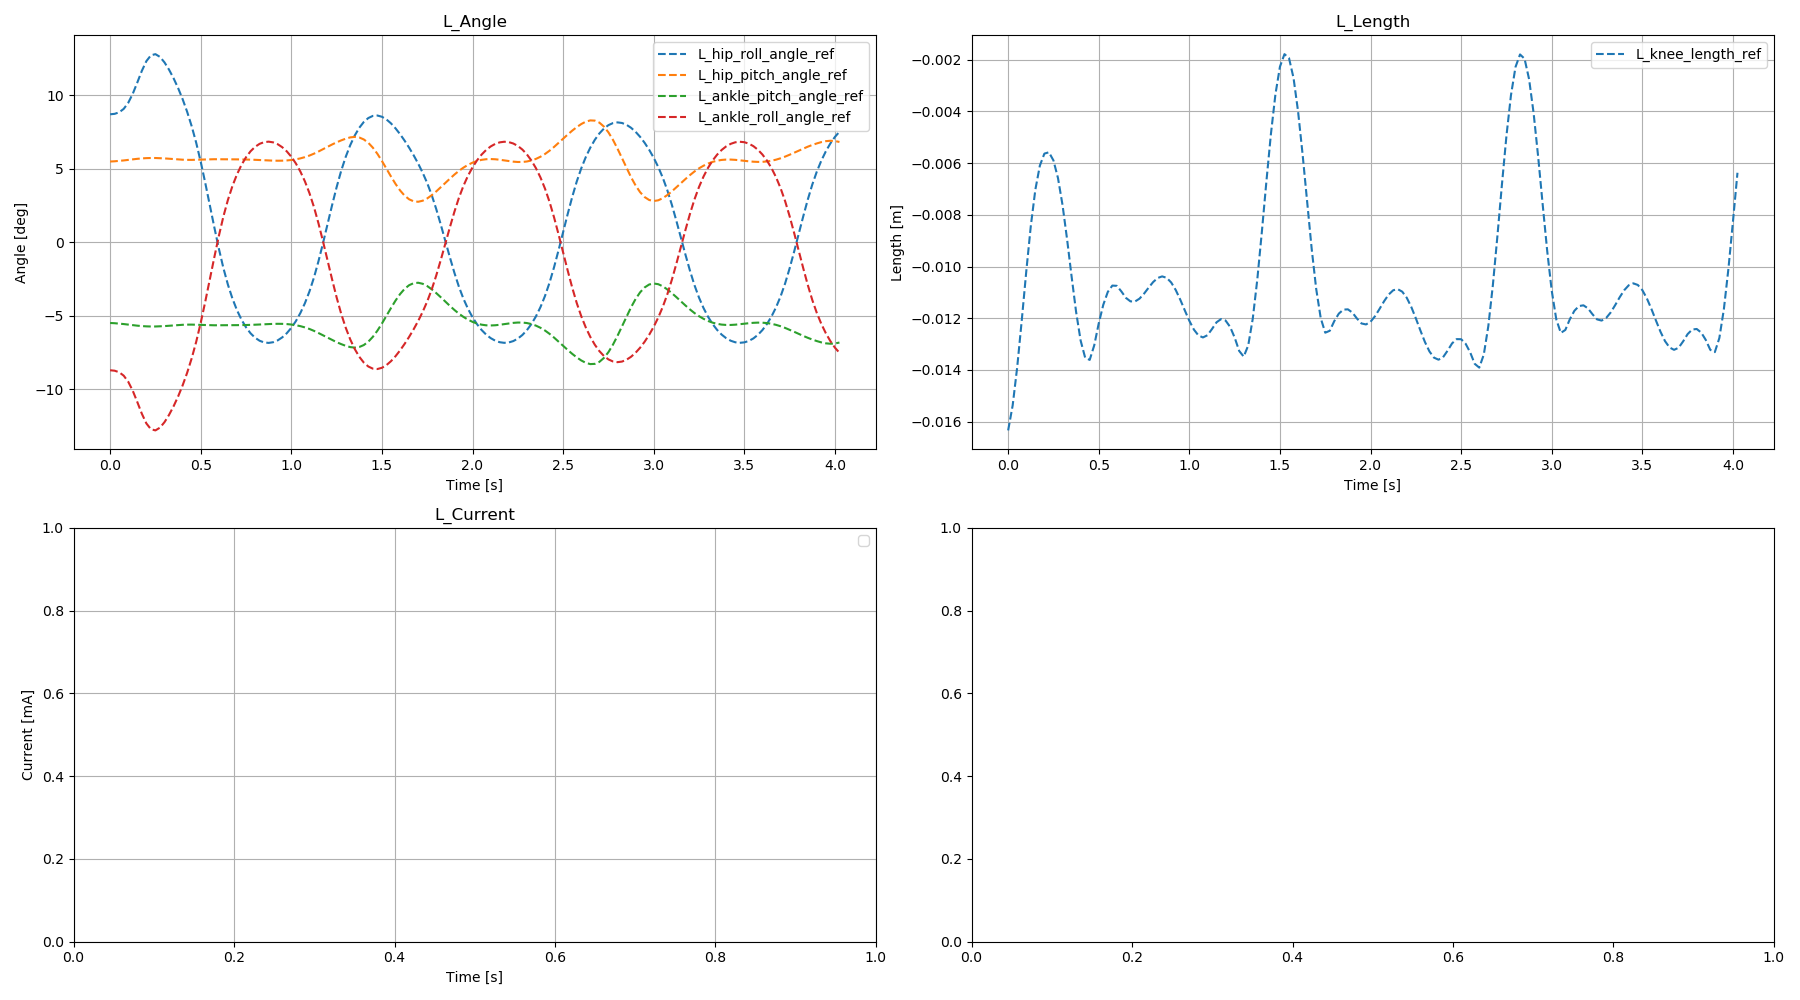 L_Angle
L_hip_roll_angle_ref
L_hip_pitch_angle_ref
L_ankle_pitch_angle_ref
L_ankle_roll_angle_ref
Angle [deg]
10
5
0
−5
−10
0.0 0.5 1.0 1.5 2.0 2.5 3.0 3.5 4.0
Time [s]
L_Length
L_knee_length_ref
Length [m]
−0.002
−0.004
−0.006
−0.008
−0.010
−0.012
−0.014
−0.016
0.0 0.5 1.0 1.5 2.0 2.5 3.0 3.5 4.0
Time [s]
L_Current
Current [mA]
1.0
0.8
0.6
0.4
0.2
0.0
0.0 0.2 0.4 0.6 0.8 1.0
Time [s]
1.0
0.8
0.6
0.4
0.2
0.0
0.0 0.2 0.4 0.6 0.8 1.0